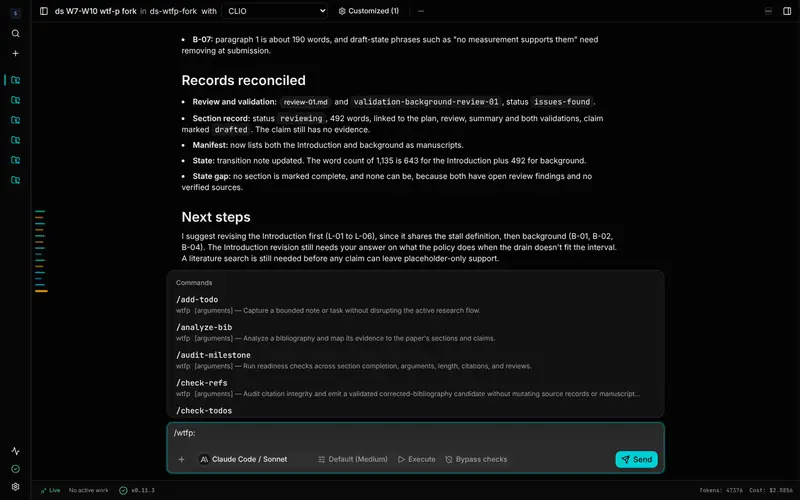 ds W7-W10 wtf-p fork in ds-wtfp-fork with CLIO Customized (1)
• B-07: paragraph 1 is about 190 words, and draft-state phrases such as "no measurement supports them" need
removing at submission.
Records reconciled
• Review and validation: review-01.md and validation-background-review-01, status issues-found.
• Section record: status reviewing, 492 words, linked to the plan, review, summary and both validations, claim
marked drafted. The claim still has no evidence.
• Manifest: now lists both the Introduction and background as manuscripts.
• State: transition note updated. The word count of 1,135 is 643 for the Introduction plus 492 for background.
• State gap: no section is marked complete, and none can be, because both have open review findings and no
verified sources.
Next steps
I suggest revising the Introduction first (L-01 to L-06), since it shares the stall definition, then background (B-01, B-02,
B-04). The Introduction revision still needs your answer on what the policy does when the drain doesn't fit the interval.
A literature search is still needed before any claim can leave placeholder-only support.
Commands
/add-todo
wtfp [arguments] — Capture a bounded note or task without disrupting the active research flow.
/analyze-bib
wtfp [arguments] — Analyze a bibliography and map its evidence to the paper's sections and claims.
/audit-milestone
wtfp [arguments] — Run readiness checks across section completion, arguments, length, citations, and reviews.
/check-refs
wtfp [arguments] — Audit citation integrity and emit a validated corrected-bibliography candidate without mutating source records or manuscript...
/check-todos
/wtfp:
Claude Code / Sonnet Default (Medium) Execute Bypass checks Send
Live No active work v0.11.3 Tokens: 47376 Cost: $2.0856